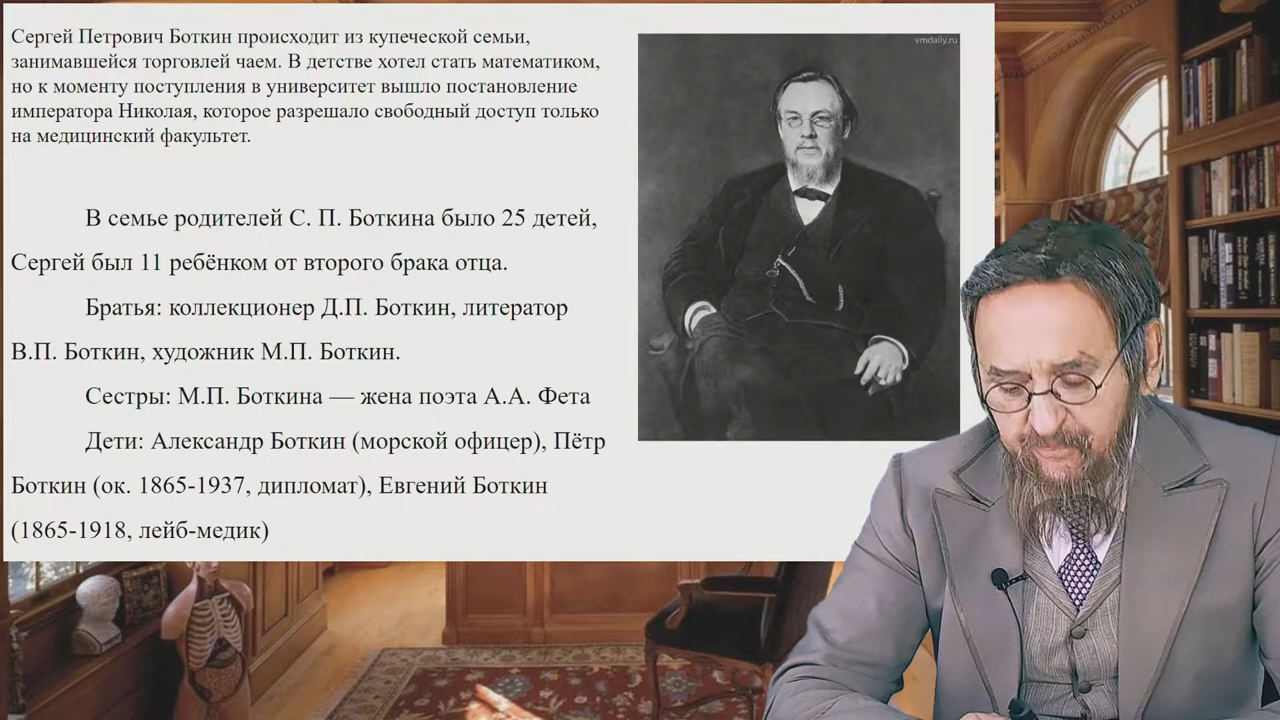 Сергей Петрович Боткин происходит из купеческой семьи,
занимавшейся торговлей чаем. В детстве хотел стать математиком,
но к моменту поступления в университет вышло постановление
императора Николая, которое разрешало свободный доступ только
на медицинский факультет.
В семье родителей С. П. Боткина было 25 детей,
Сергей был 11 ребёнком от второго брака отца.
Братья: коллекционер Д.П. Боткин, литератор
В.П. Боткин, художник М.П. Боткин.
Сестры: М.П. Боткина — жена поэта А.А. Фета
Дети: Александр Боткин (морской офицер), Пётр
Боткин (ок. 1865-1937, дипломат), Евгений Боткин
(1865-1918, лейб-медик)
vmdaily.ru